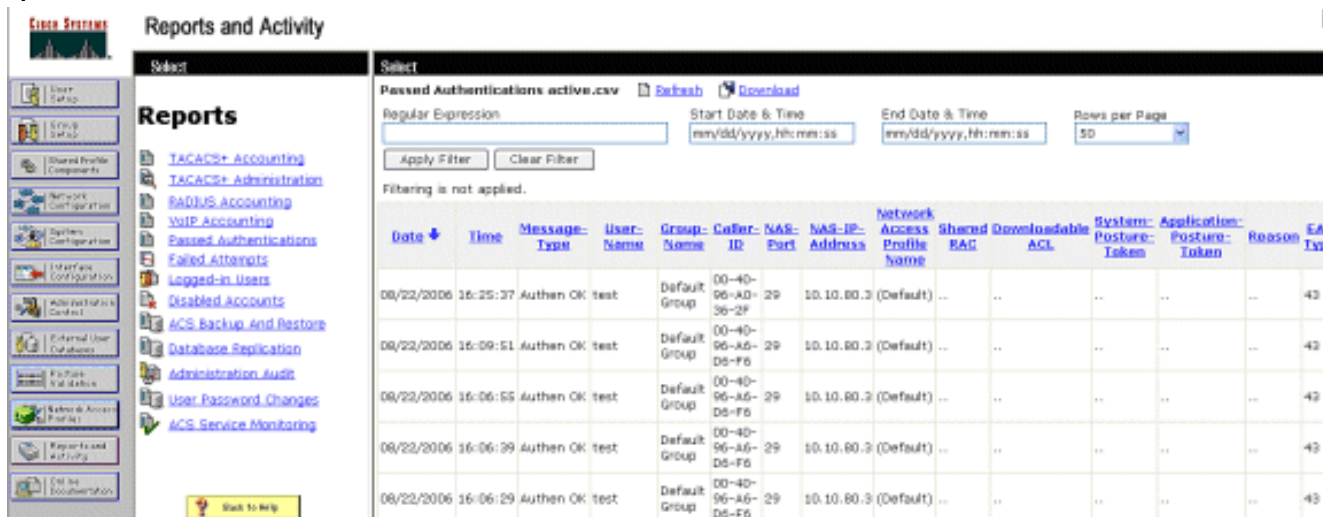 CISCO SYSTEMS
Reports and Activity
Select
User Setup
Group Setup
Shared Profile Components
Network Configuration
System Configuration
Interface Configuration
Administration Control
External User Databases
Posture Validation
Network Access Profiles
Reports and Activity
Online Documentation
Reports
TACACS+ Accounting
TACACS+ Administration
RADIUS Accounting
VoIP Accounting
Passed Authentications
Failed Attempts
Logged-in Users
Disabled Accounts
ACS Backup And Restore
Database Replication
Administration Audit
User Password Changes
ACS Service Monitoring
Back to Help
Select
Passed Authentications active.csv Refresh Download
Regular Expression Start Date & Time End Date & Time Rows per Page
mm/dd/yyyy,hh:mm:ss mm/dd/yyyy,hh:mm:ss 50
Apply Filter Clear Filter
Filtering is not applied.
Date Time Message-Type User-Name Group-Name Caller-ID NAS-Port NAS-IP-Address Network Access Profile Name Shared RAC Downloadable ACL System-Posture-Token Application-Posture-Token Reason EA Typ
08/22/2006 16:25:37 Authen OK test Default Group 00-40-96-A0-36-2F 29 10.10.80.3 (Default) .. .. .. .. .. 43
08/22/2006 16:09:51 Authen OK test Default Group 00-40-96-A6-D6-F6 29 10.10.80.3 (Default) .. .. .. .. .. 43
08/22/2006 16:06:55 Authen OK test Default Group 00-40-96-A6-D6-F6 29 10.10.80.3 (Default) .. .. .. .. .. 43
08/22/2006 16:06:39 Authen OK test Default Group 00-40-96-A6-D6-F6 29 10.10.80.3 (Default) .. .. .. .. .. 43
08/22/2006 16:06:29 Authen OK test Default Group 00-40-96-A6-D6-F6 29 10.10.80.3 (Default) .. .. .. .. .. 43